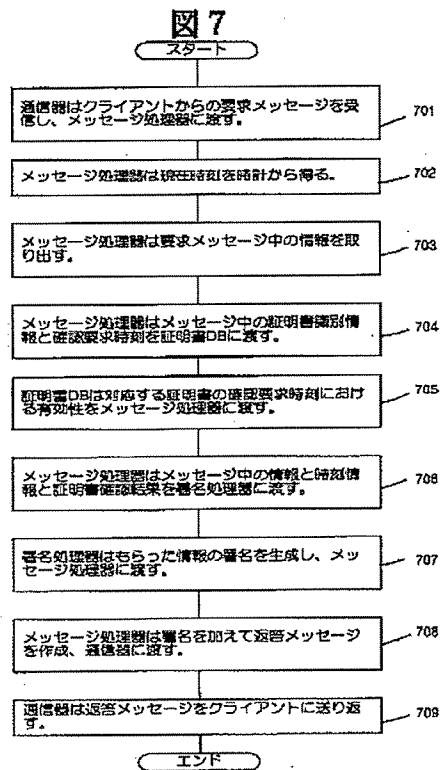 図７
スタート
通信器はクライアントからの要求メッセージを受
信し、メッセージ処理器に渡す。
701
メッセージ処理器は現在時刻を時計から得る。
702
メッセージ処理器は要求メッセージ中の情報を取
り出す。
703
メッセージ処理器はメッセージ中の証明書識別情
報と確認要求時刻を証明書DBに渡す。
704
証明書DBは対応する証明書の確認要求時刻におけ
る有効性をメッセージ処理器に渡す。
705
メッセージ処理器はメッセージ中の情報と時刻情
報と証明書確認結果を署名処理器に渡す。
706
署名処理器はもらった情報の署名を生成し、メッ
セージ処理器に渡す。
707
メッセージ処理器は署名を加えて返答メッセージ
を作成、通信器に渡す。
708
通信器は返答メッセージをクライアントに送り返
す。
709
エンド